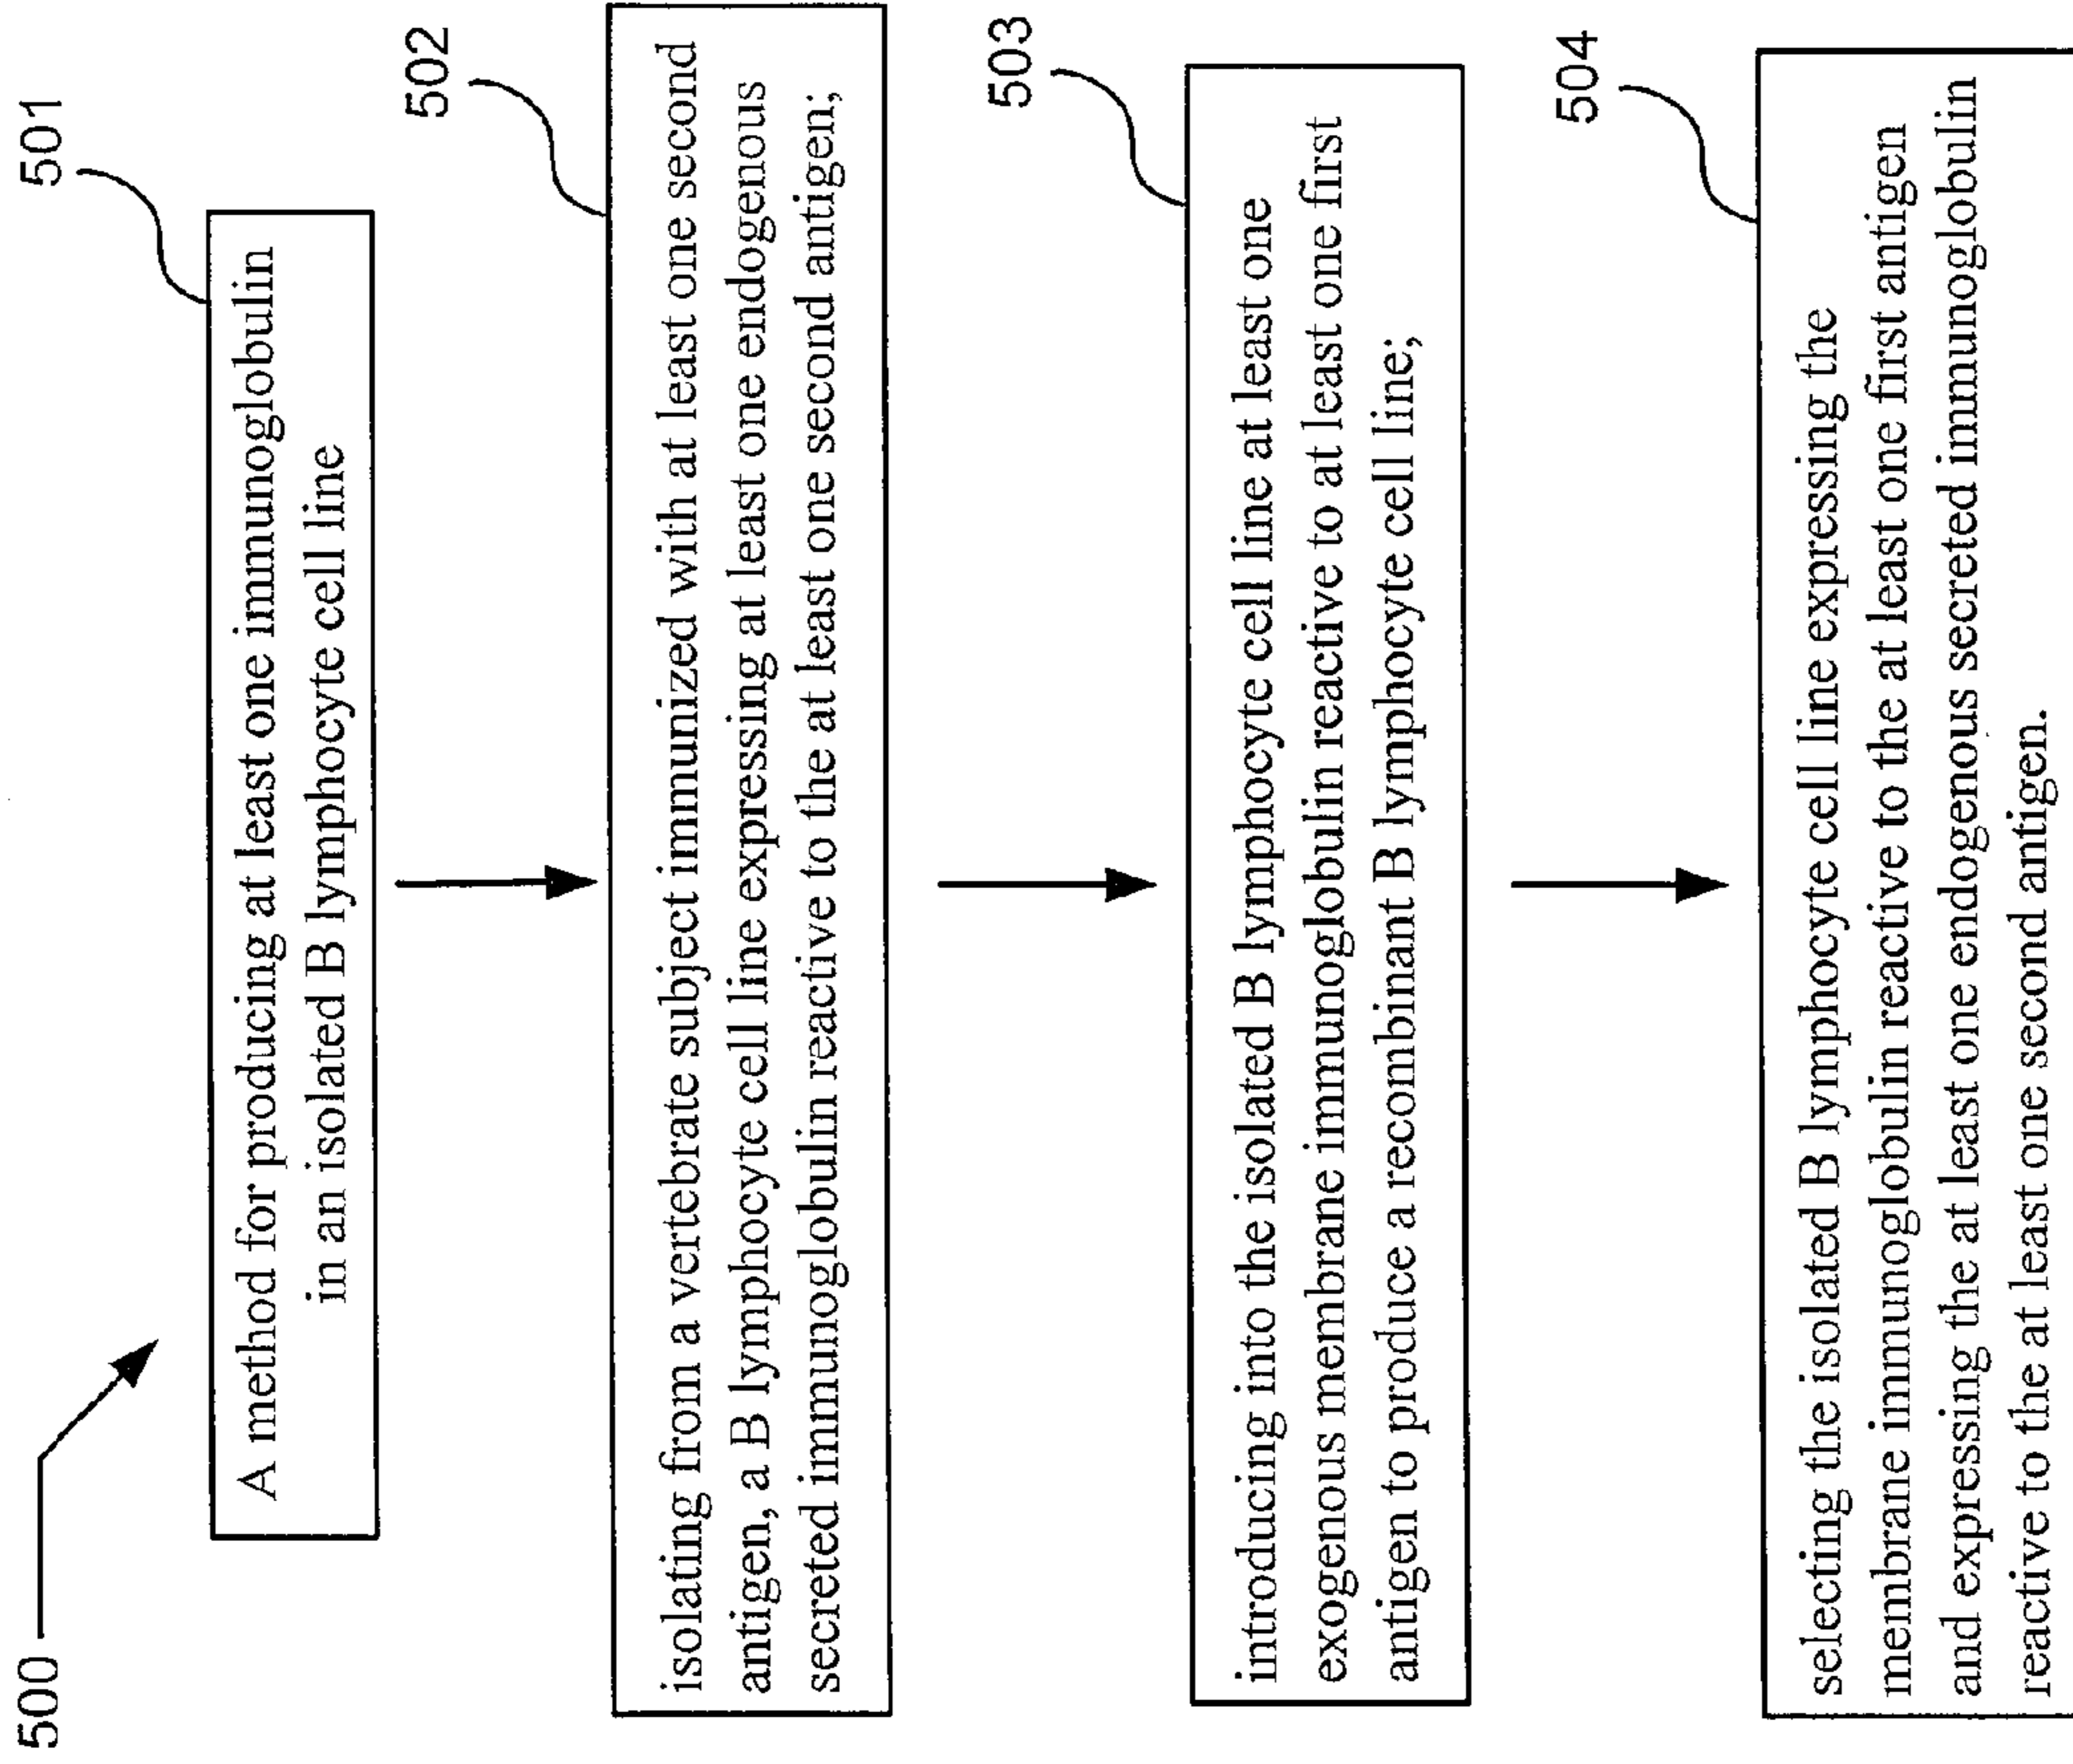 500
501
A method for producing at least one immunoglobulin
in an isolated B lymphocyte cell line
502
isolating from a vertebrate subject immunized with at least one second
antigen, a B lymphocyte cell line expressing at least one endogenous
secreted immunoglobulin reactive to the at least one second antigen;
503
introducing into the isolated B lymphocyte cell line at least one
exogenous membrane immunoglobulin reactive to at least one first
antigen to produce a recombinant B lymphocyte cell line;
504
selecting the isolated B lymphocyte cell line expressing the
membrane immunoglobulin reactive to the at least one first antigen
and expressing the at least one endogenous secreted immunoglobulin
reactive to the at least one second antigen.